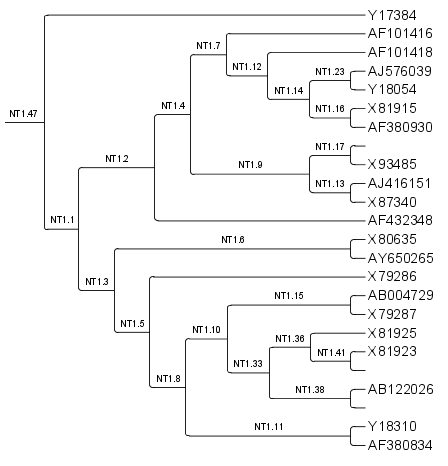 Y17384
AF101416
NT1.7
AF101418
NT1.12
AJ576039
NT1.23
Y18054
NT1.14
NT1.4
X81915
NT1.16
NT1.47
AF380930
NT1.17
NT1.2
X93485
NT1.9
AJ416151
NT1.13
X87340
NT1.1
AF432348
X80635
NT1.6
AY650265
X79286
NT1.3
AB004729
NT1.15
X79287
NT1.5
NT1.10
X81925
NT1.36
X81923
NT1.41
NT1.33
NT1.8
AB122026
NT1.38
Y18310
NT1.11
AF380834